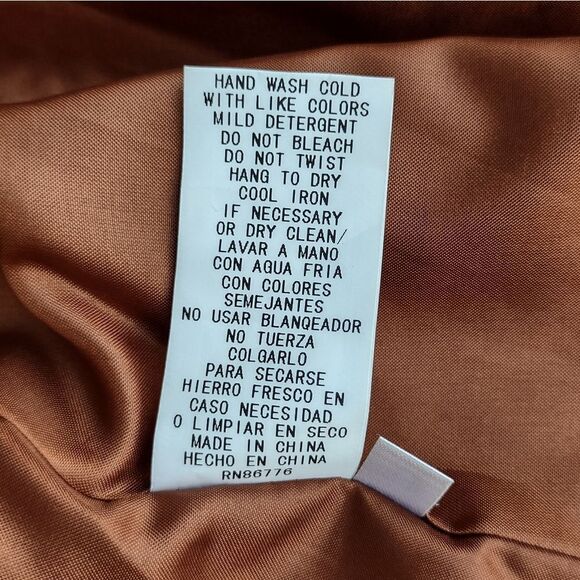 HAND WASH COLD
WITH LIKE COLORS
MILD DETERGENT
DO NOT BLEACH
DO NOT TWIST
HANG TO DRY
COOL IRON
IF NECESSARY
OR DRY CLEAN/
LAVAR A MANO
CON AQUA FRIA
CON COLORES
SEMEJANTES
NO USAR BLANQEADOR
NO TUERZA
COLGARLO
PARA SECARSE
HIERRO FRESCO EN
CASO NECESIDAD
O LIMPIAR EN SECO
MADE IN CHINA
HECHO EN CHINA
RN86776